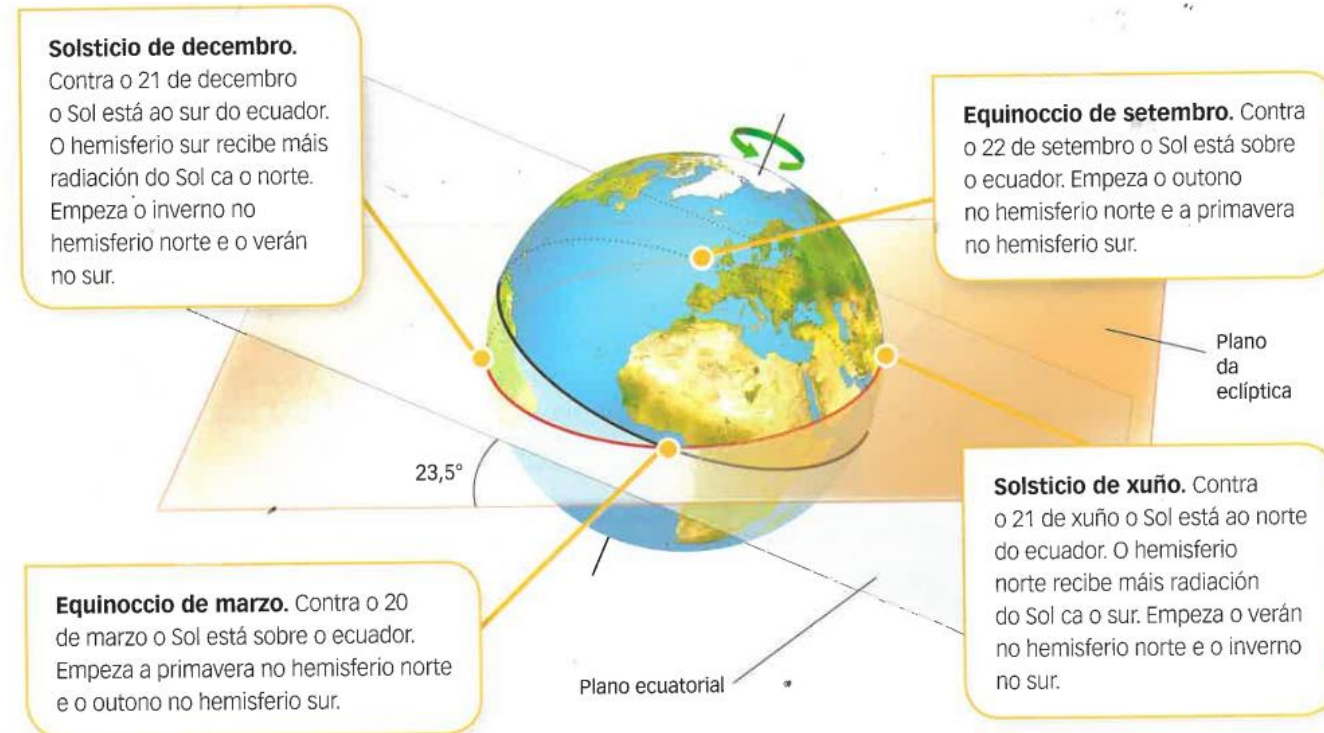 Solsticio de decembro.
Contra o 21 de decembro
o Sol está ao sur do ecuador.
O hemisferio sur recibe máis
radiación do Sol ca o norte.
Empeza o inverno no
hemisferio norte e o verán
no sur.
Equinoccio de setembro. Contra
o 22 de setembro o Sol está sobre
o ecuador. Empeza o outono
no hemisferio norte e a primavera
no hemisferio sur.
Plano
da
eclíptica
23,5°
Equinoccio de marzo. Contra o 20
de marzo o Sol está sobre o ecuador.
Empeza a primavera no hemisferio norte
e o outono no hemisferio sur.
Plano ecuatorial
Solsticio de xuño. Contra
o 21 de xuño o Sol está ao norte
do ecuador. O hemisferio
norte recibe máis radiación
do Sol ca o sur. Empeza o verán
no hemisferio norte e o inverno
no sur.